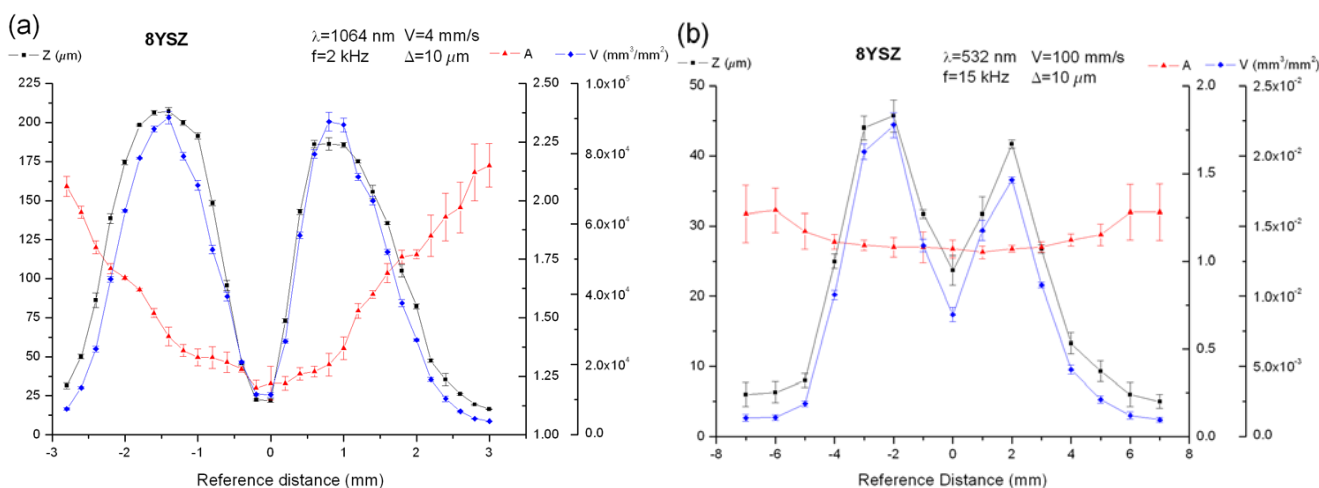 (a)
8YSZ
λ=1064 nm V=4 mm/s
f=2 kHz Δ=10 μm
Z (μm)
A
V (mm³/mm²)
225
200
175
150
125
100
75
50
25
0
2.50
2.25
2.00
1.75
1.50
1.25
1.00
1.0x10⁵
8.0x10⁴
6.0x10⁴
4.0x10⁴
2.0x10⁴
0.0
-3 -2 -1 0 1 2 3
Reference distance (mm)
(b)
8YSZ
λ=532 nm V=100 mm/s
f=15 kHz Δ=10 μm
Z (μm)
A
V (mm³/mm²)
50
40
30
20
10
0
2.0
1.5
1.0
0.5
0.0
2.5x10⁻²
2.0x10⁻²
1.5x10⁻²
1.0x10⁻²
5.0x10⁻³
0.0
-8 -6 -4 -2 0 2 4 6 8
Reference Distance (mm)